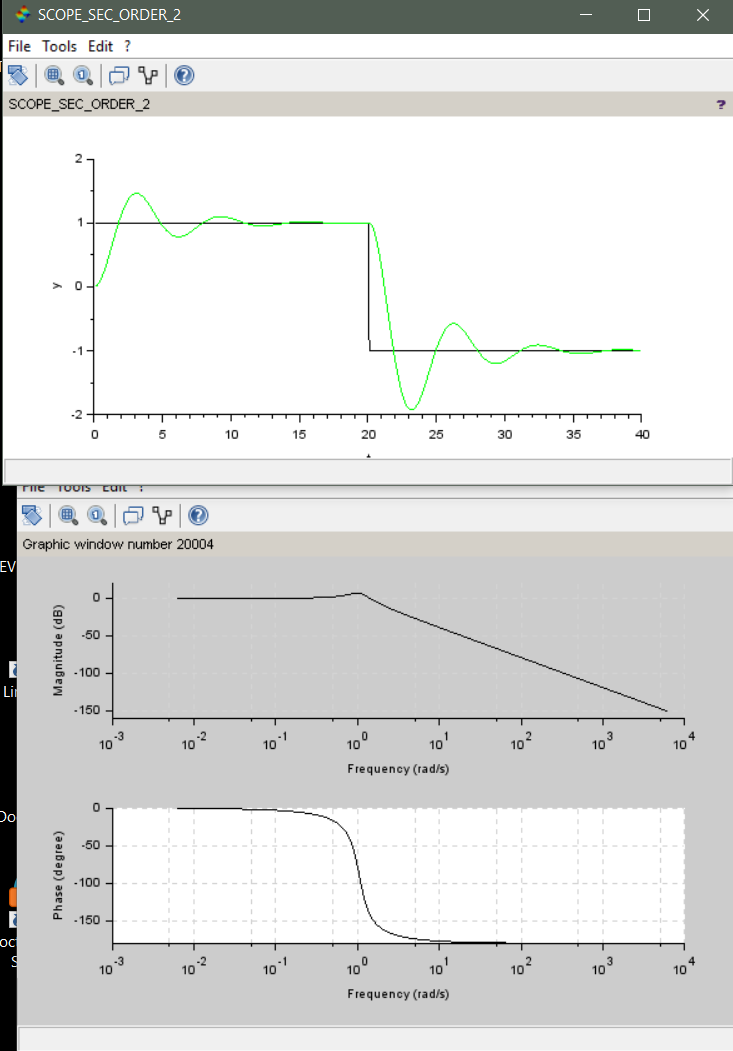 SCOPE_SEC_ORDER_2
File Tools Edit ?
SCOPE_SEC_ORDER_2 ?
2
1
0
-1
-2
y
0 5 10 15 20 25 30 35 40
File Tools Edit ?
Graphic window number 20004
EV
Lin
Do
oct
S
Magnitude (dB)
0
-50
-100
-150
10^-3 10^-2 10^-1 10^0 10^1 10^2 10^3 10^4
Frequency (rad/s)
Phase (degree)
0
-50
-100
-150
10^-3 10^-2 10^-1 10^0 10^1 10^2 10^3 10^4
Frequency (rad/s)